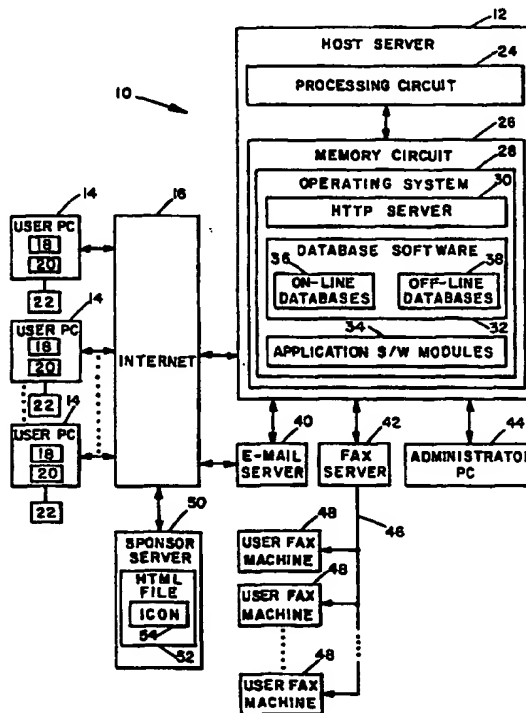 12
HOST SERVER
24
PROCESSING CIRCUIT
10
26
MEMORY CIRCUIT
28
OPERATING SYSTEM
30
HTTP SERVER
DATABASE SOFTWARE
36
38
ON-LINE
DATABASES
OFF-LINE
DATABASES
32
34
APPLICATION S/W MODULES
14
USER PC
18
20
22
14
USER PC
18
20
22
14
USER PC
18
20
22
16
INTERNET
40
E-MAIL
SERVER
42
FAX
SERVER
44
ADMINISTRATOR
PC
46
50
SPONSOR
SERVER
HTML
FILE
ICON
54
52
48
USER FAX
MACHINE
48
USER FAX
MACHINE
48
USER FAX
MACHINE